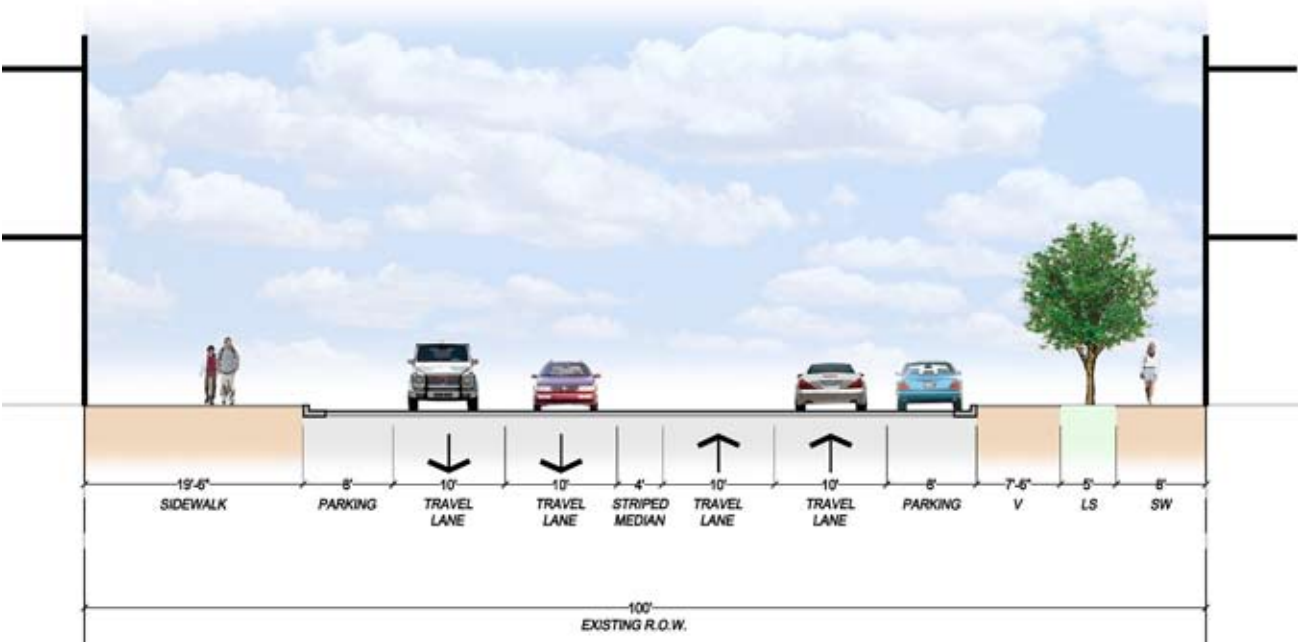 19'-6" 8' 10' 10' 4' 10' 10' 8' 7'-6" 5' 8'
SIDEWALK PARKING TRAVEL TRAVEL STRIPED TRAVEL TRAVEL PARKING V LS SW
LANE LANE MEDIAN LANE LANE
100'
EXISTING R.O.W.